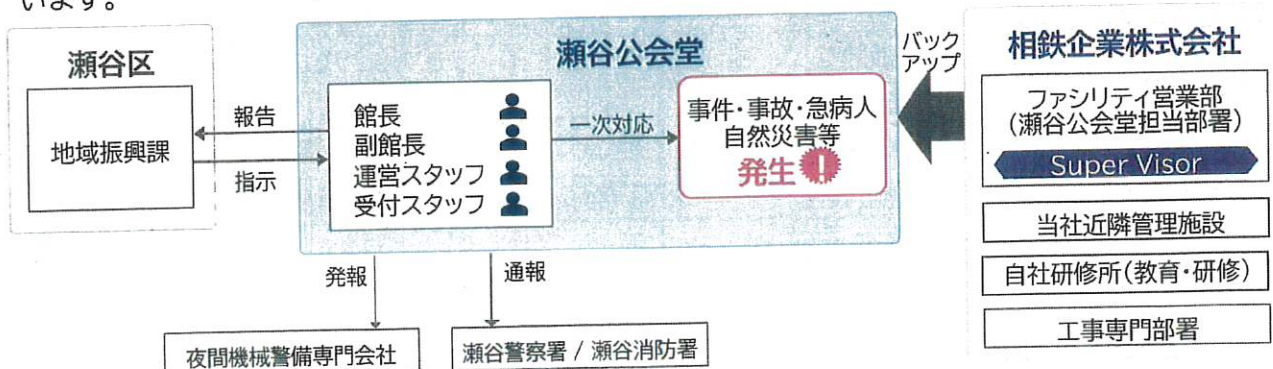 います。
瀬谷区
地域振興課
報告
指示
瀬谷公会堂
館長
副館長
運営スタッフ
受付スタッフ
一次対応
事件・事故・急病人
自然災害等
発生!
バック
アップ
相鉄企業株式会社
ファシリティ営業部
(瀬谷公会堂担当部署)
Super Visor
当社近隣管理施設
自社研修所(教育・研修)
工事専門部署
発報
通報
夜間機械警備専門会社
瀬谷警察署 / 瀬谷消防署